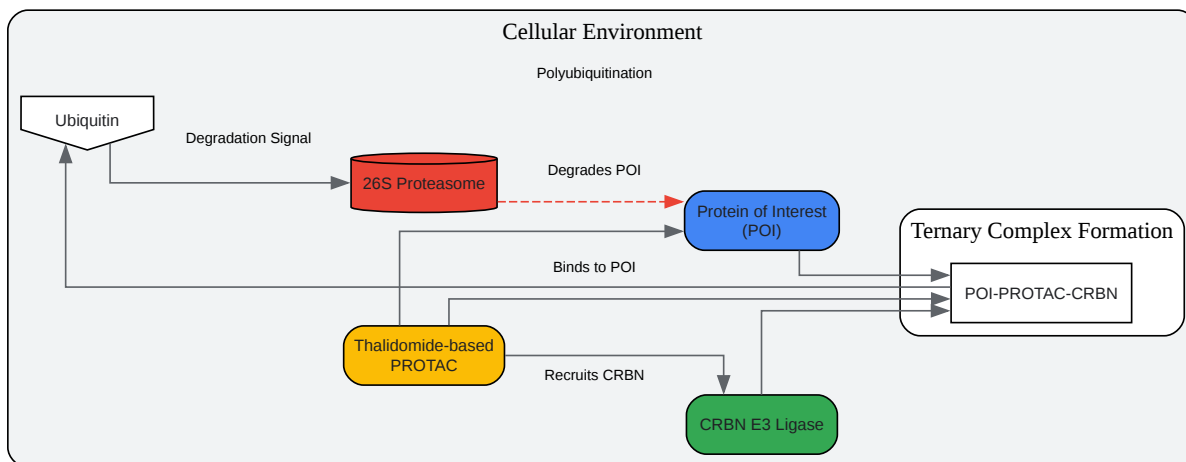 Cellular Environment
Polyubiquitination
Ubiquitin
Degradation Signal
26S Proteasome
Degrades POI
Protein of Interest
(POI)
Ternary Complex Formation
Binds to POI
POI-PROTAC-CRBN
Thalidomide-based
PROTAC
Recruits CRBN
CRBN E3 Ligase